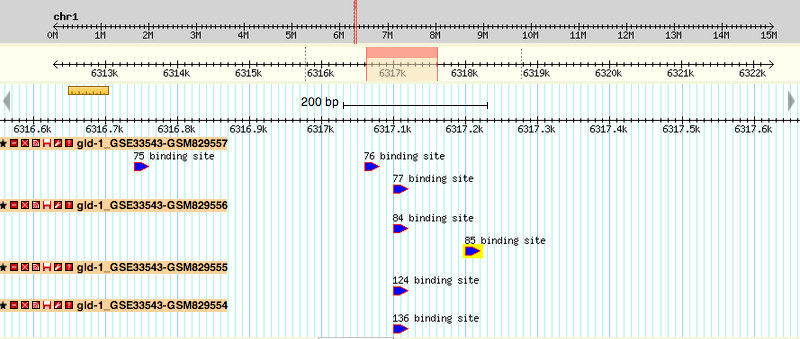 chr1
0M 1M 2M 3M 4M 5M 6M 7M 8M 9M 10M 11M 12M 13M 14M 15M
6313k 6314k 6315k 6316k 6317k 6318k 6319k 6320k 6321k 6322k
200 bp
6316.6k 6316.7k 6316.8k 6316.9k 6317k 6317.1k 6317.2k 6317.3k 6317.4k 6317.5k 6317.6k
gld-1_GSE33543-GSM829557
75 binding site 76 binding site
77 binding site
gld-1_GSE33543-GSM829556
84 binding site
85 binding site
gld-1_GSE33543-GSM829555
124 binding site
gld-1_GSE33543-GSM829554
136 binding site